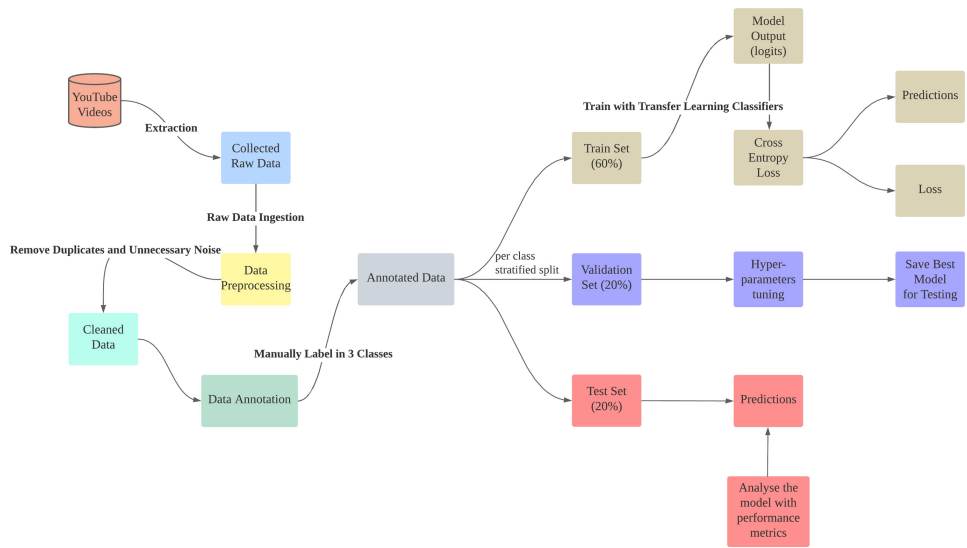 YouTube
Videos
Extraction
Collected
Raw Data
Raw Data Ingestion
Remove Duplicates and Unnecessary Noise
Data
Preprocessing
Cleaned
Data
Data Annotation
Manually Label in 3 Classes
Annotated Data
per class
stratified split
Train Set
(60%)
Train with Transfer Learning Classifiers
Model
Output
(logits)
Cross
Entropy
Loss
Predictions
Loss
Validation
Set (20%)
Hyper-
parameters
tuning
Save Best
Model
for Testing
Test Set
(20%)
Predictions
Analyse the
model with
performance
metrics